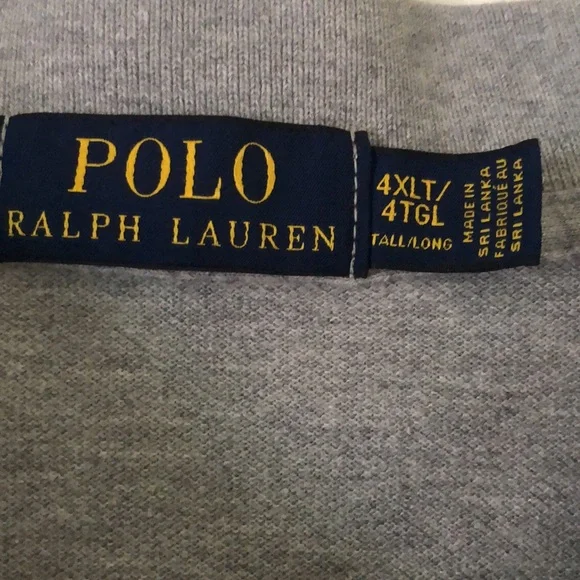 POLO
RALPH LAUREN
4XLT/
4TGL
TALL/LONG
MADE IN
SRI LANKA
FABRIQUÉ AU
SRI LANKA